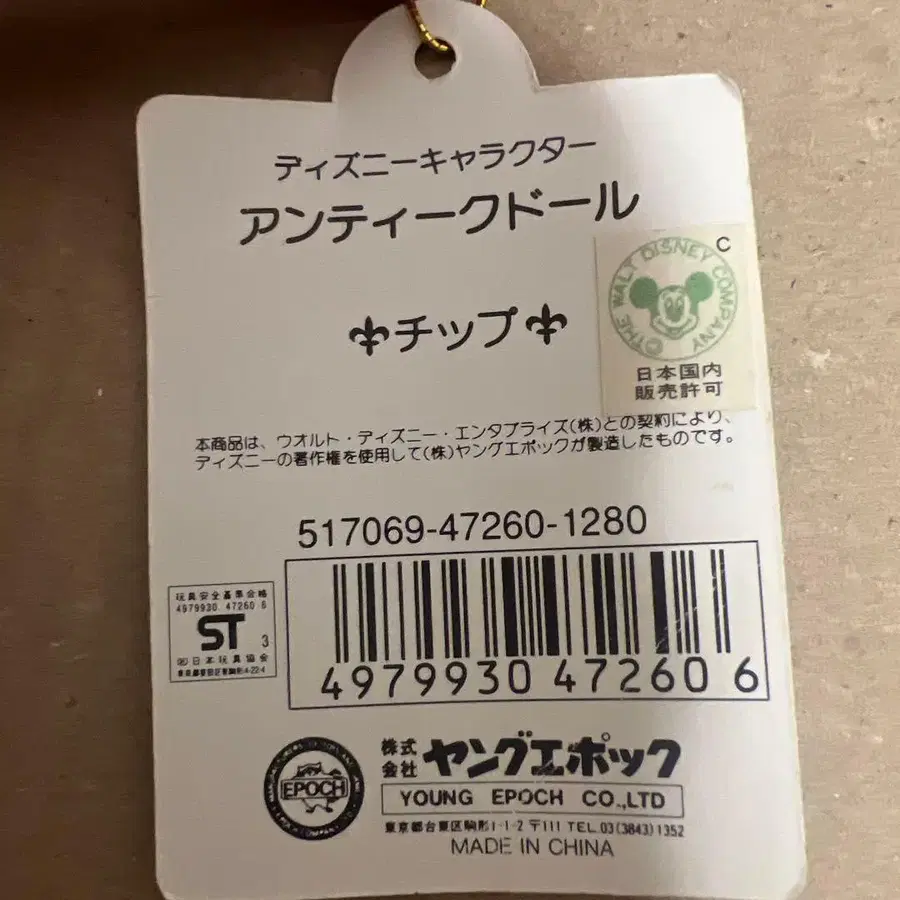 ディズニーキャラクター
アンティークドール
C
©THE WALT DISNEY COMPANY
日本国内
販売許可
チップ
本商品は、ウオルト・ディズニー・エンタプライズ(株)との契約により、
ディズニーの著作権を使用して(株)ヤングエポックが製造したものです。
517069-47260-1280
玩具安全基準合格
4979930 47260 6
ST 3
㈳日本玩具協会
4979930 472606
EPOCH
株式会社 ヤングエポック
YOUNG EPOCH CO.,LTD
東京都台東区駒形1-1-2 〒111 TEL.03(3843)1352
MADE IN CHINA